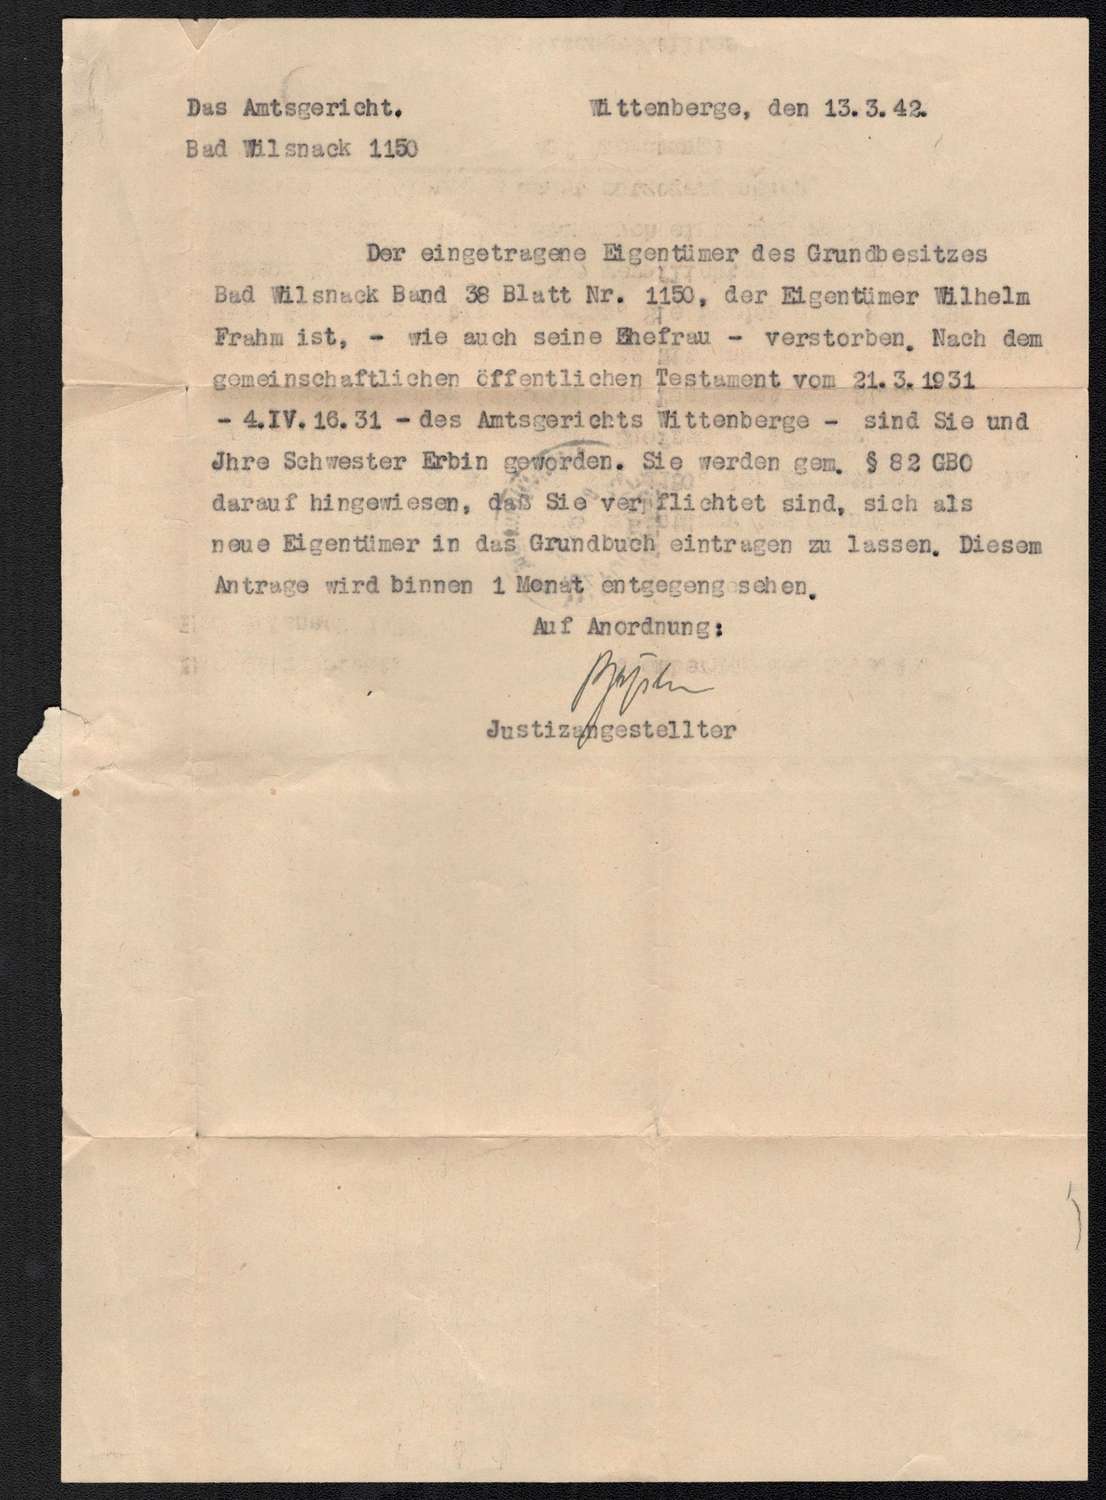 Das Amtsgericht. Wittenberge, den 13.3.42.
Bad Wilsnack 1150
Der eingetragene Eigentümer des Grundbesitzes
Bad Wilsnack Band 38 Blatt Nr. 1150, der Eigentümer Wilhelm
Frahm ist, - wie auch seine Ehefrau - verstorben. Nach dem
gemeinschaftlichen öffentlichen Testament vom 21.3.1931
- 4.IV.16.31 - des Amtsgerichts Wittenberge - sind Sie und
Jhre Schwester Erbin geworden. Sie werden gem. § 82 GBO
darauf hingewiesen, daß Sie verpflichtet sind, sich als
neue Eigentümer in das Grundbuch eintragen zu lassen. Diesem
Antrage wird binnen 1 Monat entgegengesehen.
Auf Anordnung:
Justizangestellter